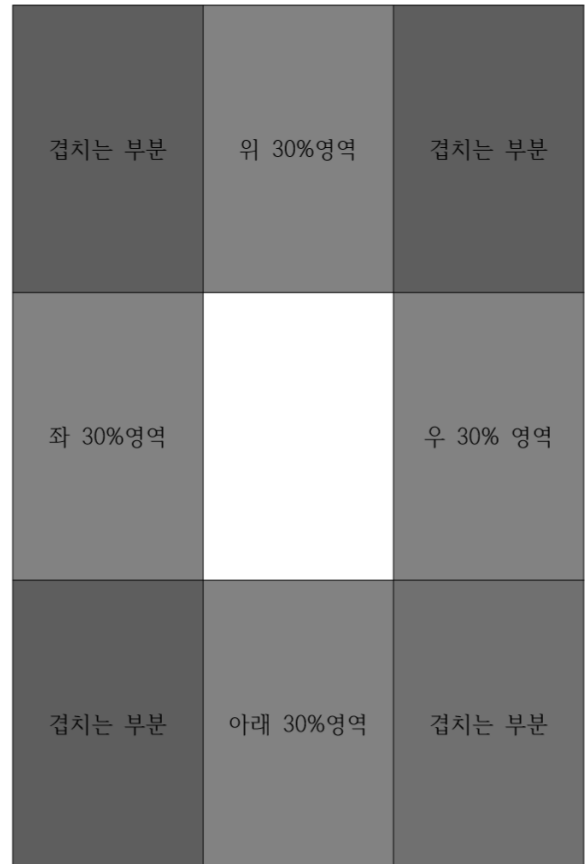 겹치는 부분
위 30%영역
겹치는 부분
좌 30%영역
우 30% 영역
겹치는 부분
아래 30%영역
겹치는 부분